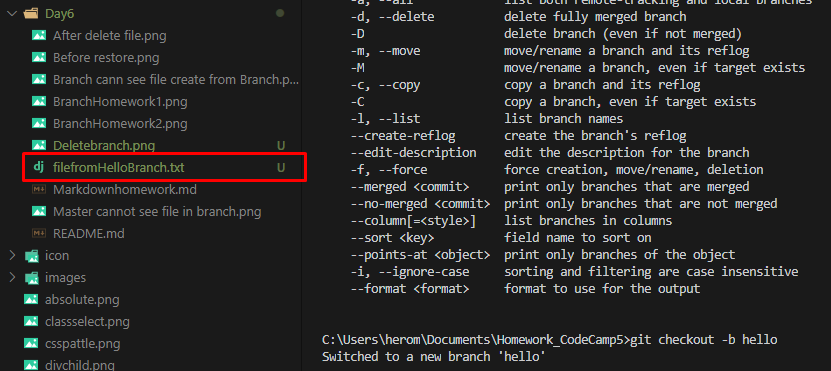 Day6
After delete file.png
Before restore.png
Branch cann see file create from Branch.p...
BranchHomework1.png
BranchHomework2.png
Deletebranch.png U
dj filefromHelloBranch.txt U
Markdownhomework.md
Master cannot see file in branch.png
README.md
icon
images
absolute.png
classselect.png
csspattle.png
divchild.png
-a, --all list both remote-tracking and local branches
-d, --delete delete fully merged branch
-D delete branch (even if not merged)
-m, --move move/rename a branch and its reflog
-M move/rename a branch, even if target exists
-c, --copy copy a branch and its reflog
-C copy a branch, even if target exists
-l, --list list branch names
--create-reflog create the branch's reflog
--edit-description edit the description for the branch
-f, --force force creation, move/rename, deletion
--merged <commit> print only branches that are merged
--no-merged <commit> print only branches that are not merged
--column[=<style>] list branches in columns
--sort <key> field name to sort on
--points-at <object> print only branches of the object
-i, --ignore-case sorting and filtering are case insensitive
--format <format> format to use for the output
C:\Users\herom\Documents\Homework_CodeCamp5>git checkout -b hello
Switched to a new branch 'hello'